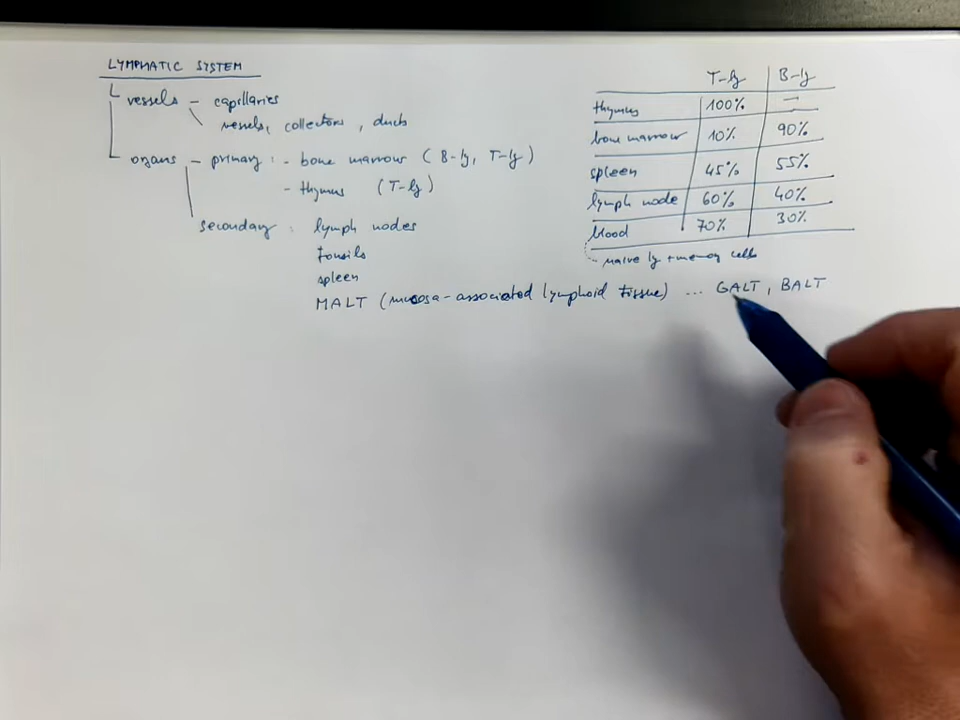 LYMPHATIC SYSTEM
vessels – capillaries
vessels, collectors, ducts
organs – primary : – bone marrow (B-ly, T-ly)
– thymus (T-ly)
secondary : lymph nodes
tonsils
spleen
MALT (mucosa-associated lymphoid tissue) ... GALT, BALT
T-ly B-ly
thymus 100% –
bone marrow 10% 90%
spleen 45% 55%
lymph node 60% 40%
blood 70% 30%
naive ly + memory cells